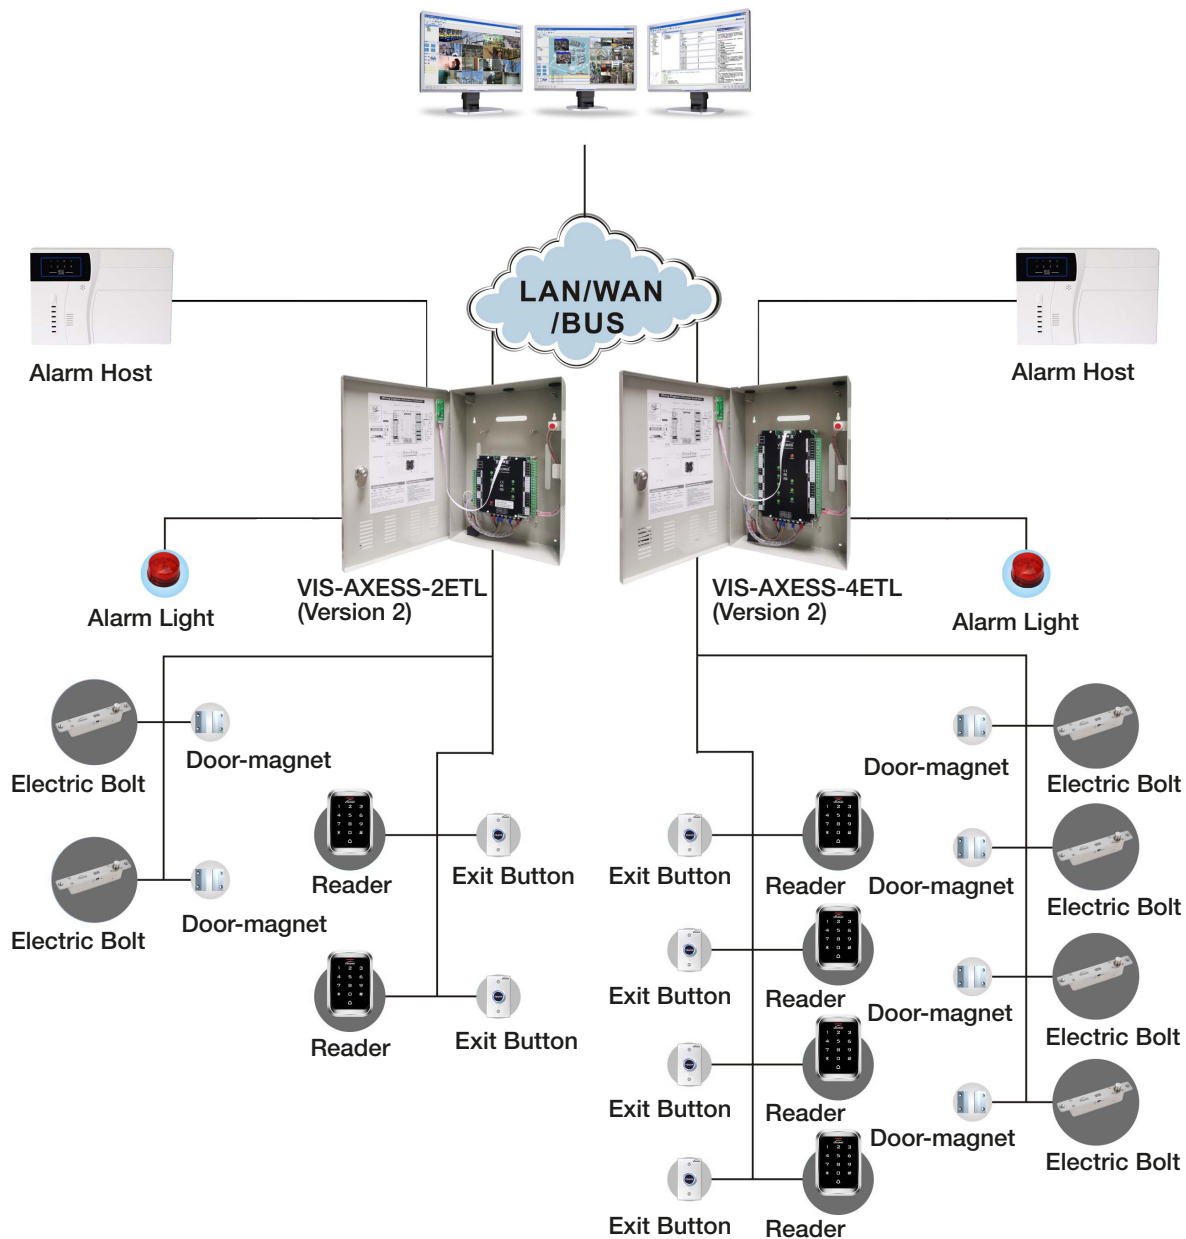 LAN/WAN
/BUS
Alarm Host
Alarm Host
VIS-AXESS-2ETL
(Version 2)
VIS-AXESS-4ETL
(Version 2)
Alarm Light
Alarm Light
Door-magnet
Electric Bolt
Door-magnet
Electric Bolt
Reader
Exit Button
Reader
Exit Button
Exit Button
Reader
Exit Button
Reader
Exit Button
Reader
Exit Button
Reader
Door-magnet
Electric Bolt
Door-magnet
Electric Bolt
Door-magnet
Electric Bolt
Door-magnet
Electric Bolt